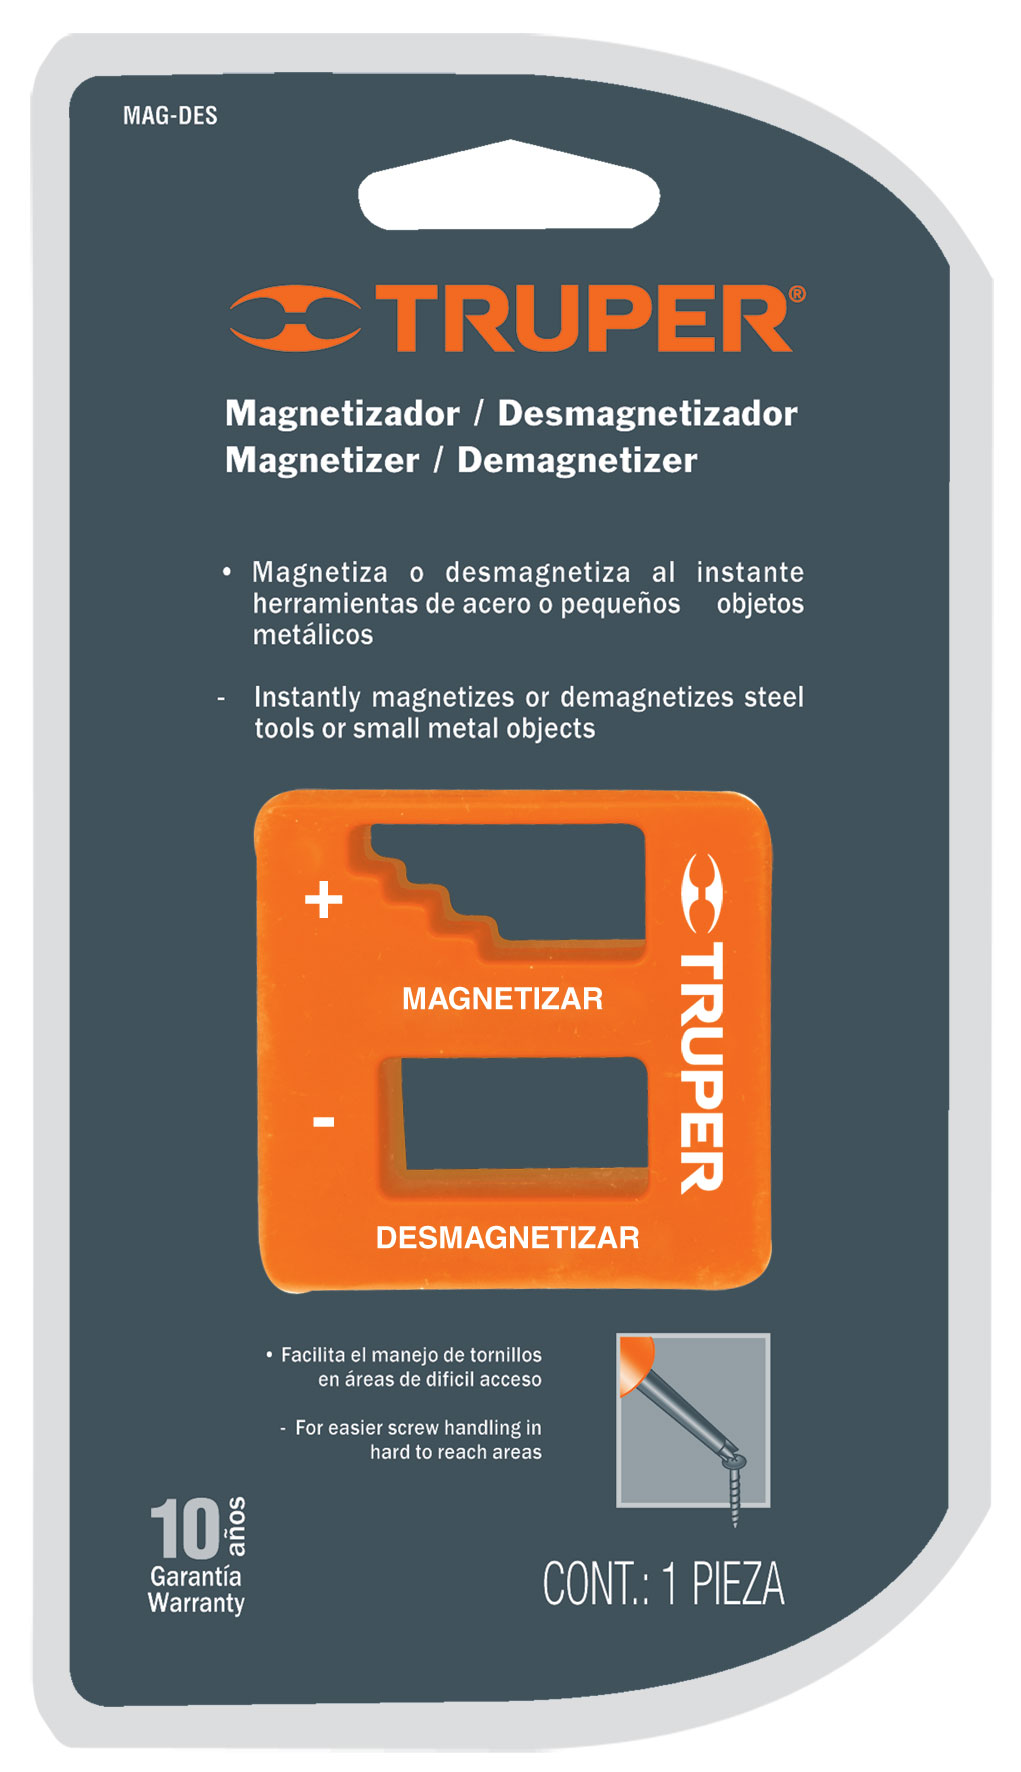 MAG-DES
TRUPER®
Magnetizador / Desmagnetizador
Magnetizer / Demagnetizer
• Magnetiza o desmagnetiza al instante
herramientas de acero o pequeños objetos
metálicos
- Instantly magnetizes or demagnetizes steel
tools or small metal objects
+
MAGNETIZAR
TRUPER
-
DESMAGNETIZAR
• Facilita el manejo de tornillos
en áreas de dificil acceso
- For easier screw handling in
hard to reach areas
10 años
Garantía
Warranty
CONT.: 1 PIEZA